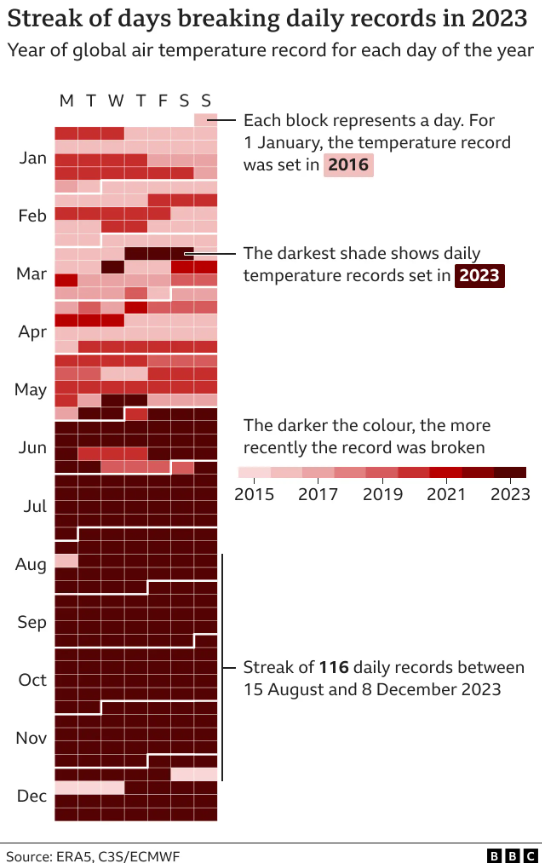 Streak of days breaking daily records in 2023
Year of global air temperature record for each day of the year
M T W T F S S
Each block represents a day. For
1 January, the temperature record
was set in 2016
Jan
Feb
The darkest shade shows daily
temperature records set in 2023
Mar
Apr
May
The darker the colour, the more
recently the record was broken
Jun
2015 2017 2019 2021 2023
Jul
Aug
Sep
Streak of 116 daily records between
15 August and 8 December 2023
Oct
Nov
Dec
Source: ERA5, C3S/ECMWF
BBC